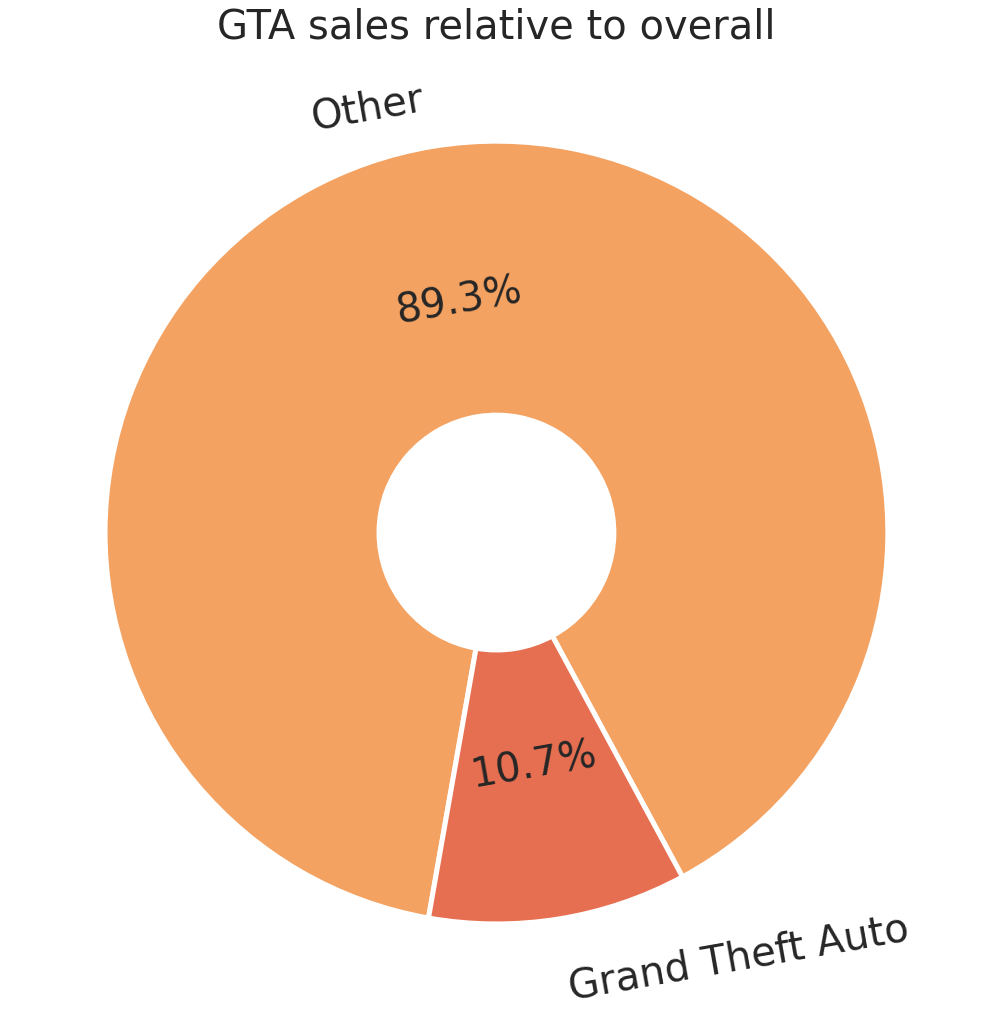 GTA sales relative to overall
Other
89.3%
10.7%
Grand Theft Auto